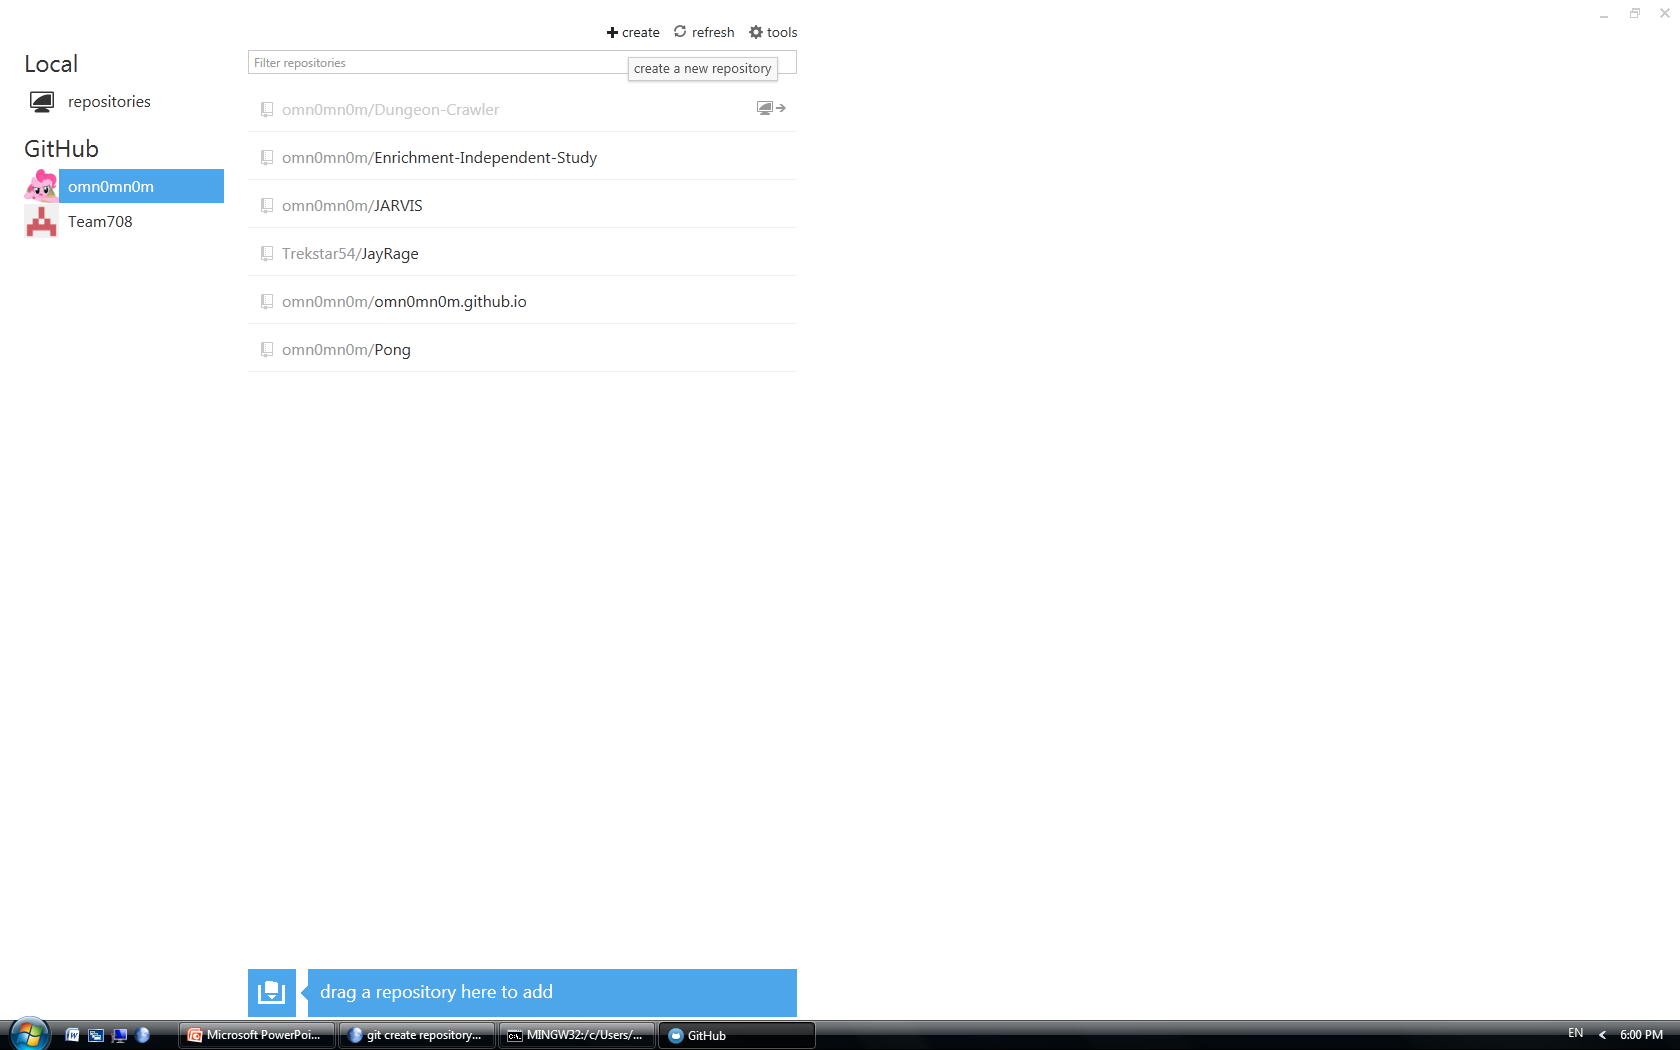 create refresh tools
Local
Filter repositories
create a new repository
repositories
omn0mn0m/Dungeon-Crawler
GitHub
omn0mn0m/Enrichment-Independent-Study
omn0mn0m
omn0mn0m/JARVIS
Team708
Trekstar54/JayRage
omn0mn0m/omn0mn0m.github.io
omn0mn0m/Pong
drag a repository here to add
Microsoft PowerPoi... git create repository... MINGW32:/c/Users/... GitHub EN 6:00 PM